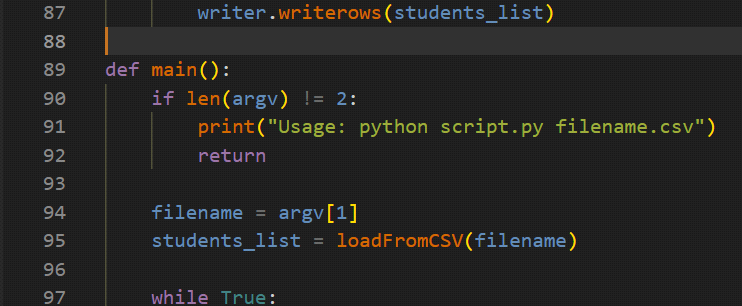 87 writer.writerows(students_list)
88
89 def main():
90 if len(argv) != 2:
91 print("Usage: python script.py filename.csv")
92 return
93
94 filename = argv[1]
95 students_list = loadFromCSV(filename)
96
97 while True: